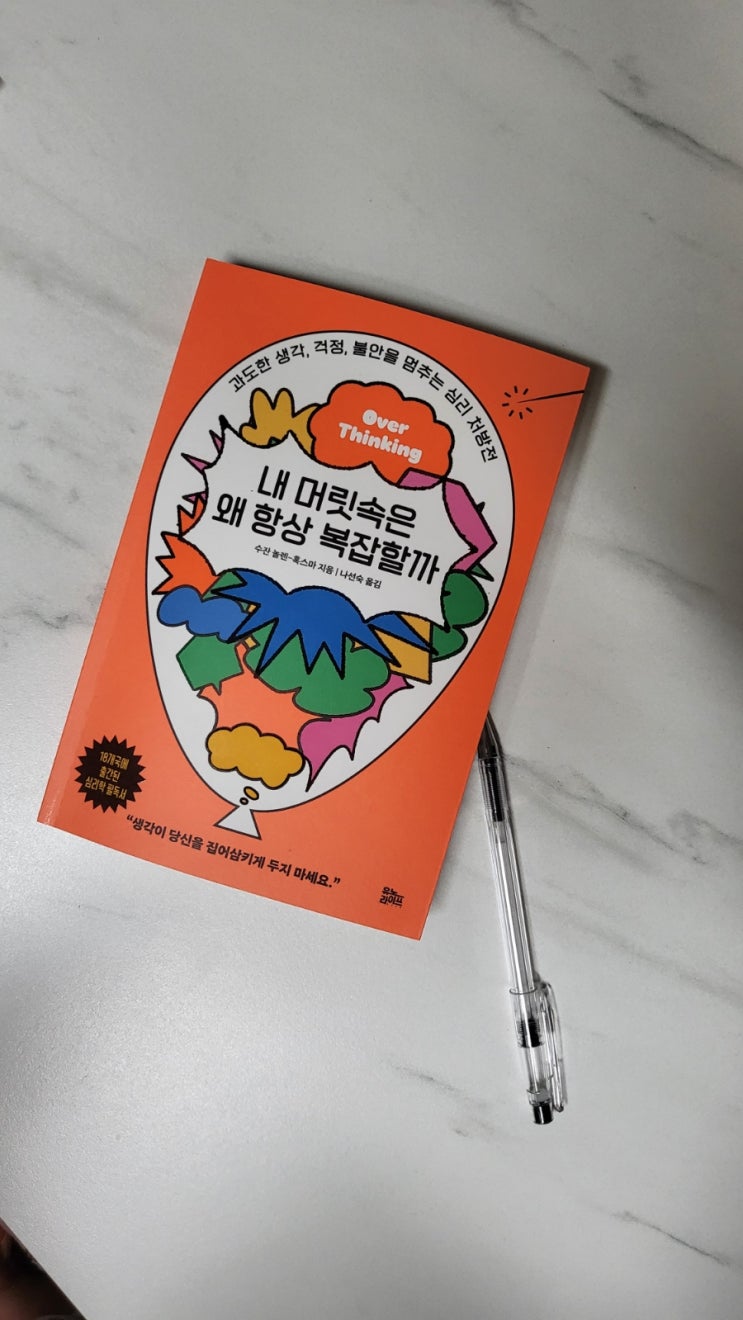 과도한 생각, 걱정, 불안을 멈추는 심리 처방전
Over
Thinking
내 머릿속은
왜 항상 복잡할까
수잔 놀렌-훅스마 지음 | 나선숙 옮김
18개국에
출간된
심리학 필독서
“생각이 당신을 집어삼키게 두지 마세요.”
유노
라이프